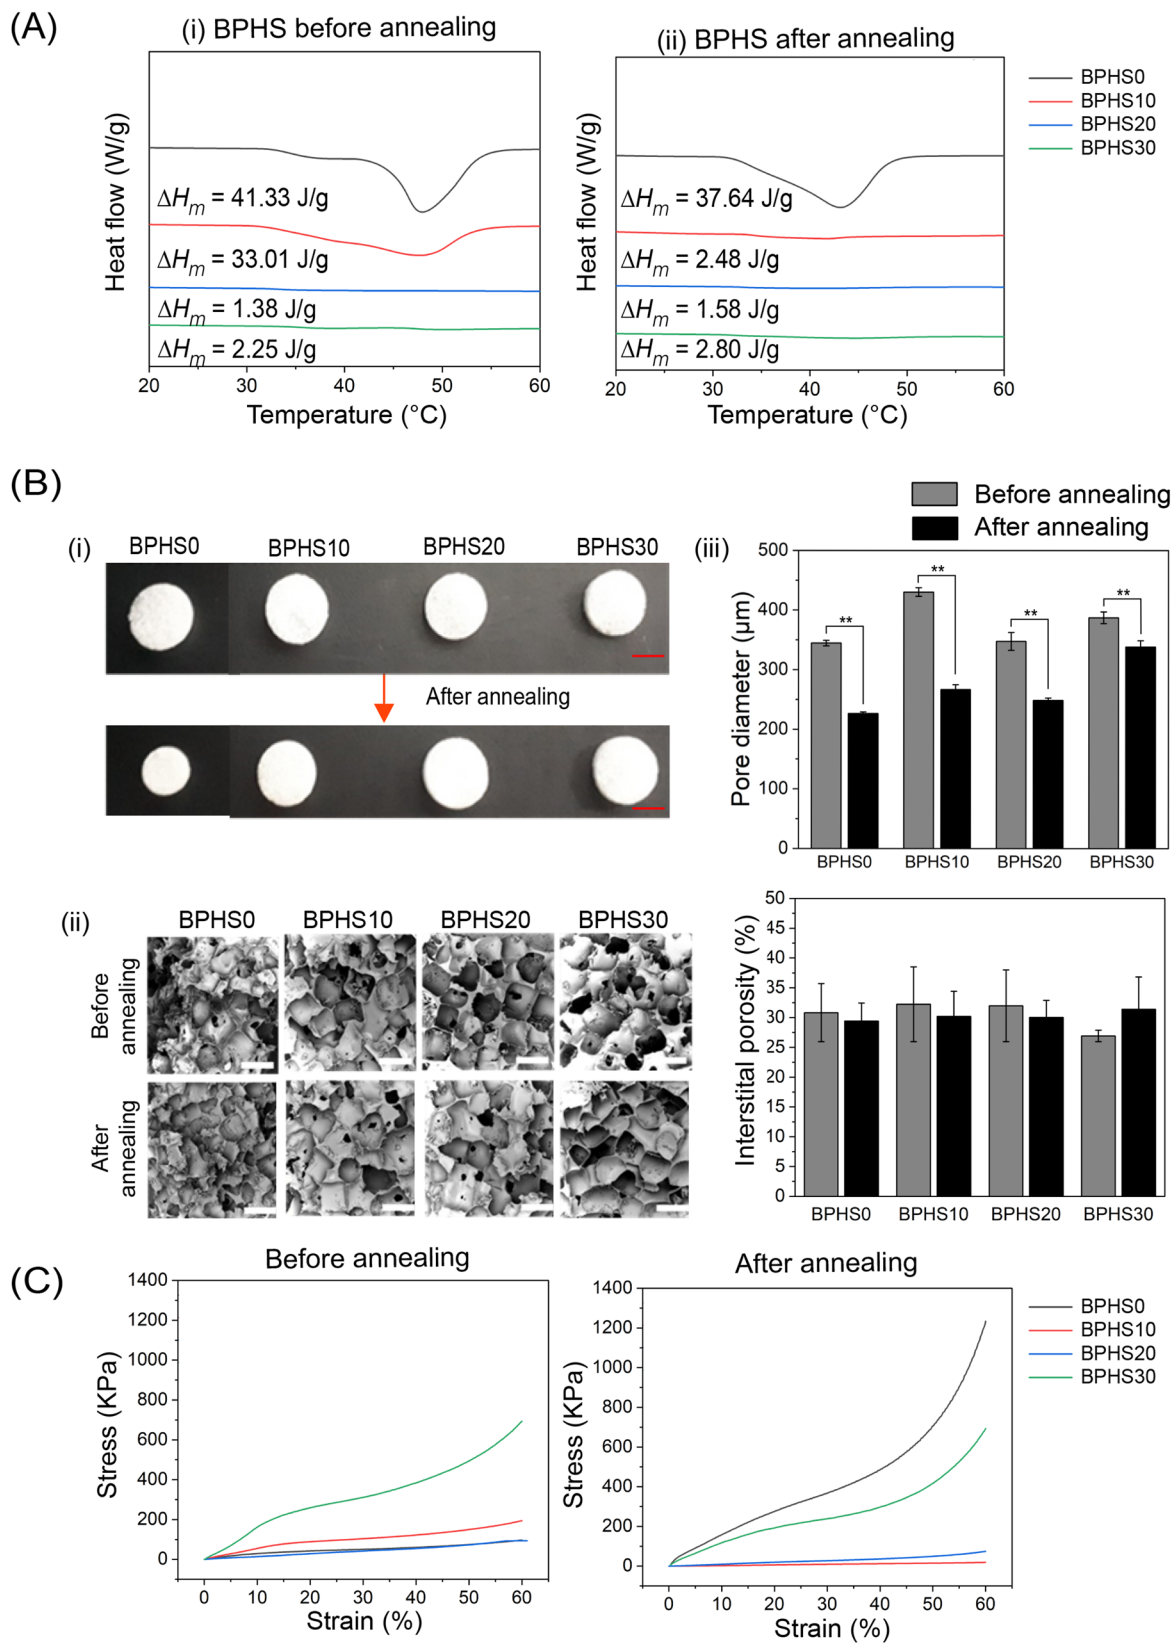 (A)
(i) BPHS before annealing
(ii) BPHS after annealing
BPHS0
BPHS10
BPHS20
BPHS30
Heat flow (W/g)
ΔHm = 41.33 J/g
ΔHm = 33.01 J/g
ΔHm = 1.38 J/g
ΔHm = 2.25 J/g
20 30 40 50 60
Temperature (°C)
Heat flow (W/g)
ΔHm = 37.64 J/g
ΔHm = 2.48 J/g
ΔHm = 1.58 J/g
ΔHm = 2.80 J/g
20 30 40 50 60
Temperature (°C)
(B)
Before annealing
After annealing
(i)
BPHS0 BPHS10 BPHS20 BPHS30
After annealing
(iii)
Pore diameter (μm)
500
400
300
200
100
0
** ** ** **
BPHS0 BPHS10 BPHS20 BPHS30
(ii)
BPHS0 BPHS10 BPHS20 BPHS30
Before
annealing
After
annealing
Interstital porosity (%)
50
45
40
35
30
25
20
15
10
5
0
BPHS0 BPHS10 BPHS20 BPHS30
(C)
Before annealing
Stress (KPa)
1400
1200
1000
800
600
400
200
0
0 10 20 30 40 50 60
Strain (%)
After annealing
Stress (KPa)
1400
1200
1000
800
600
400
200
0
0 10 20 30 40 50 60
Strain (%)
BPHS0
BPHS10
BPHS20
BPHS30